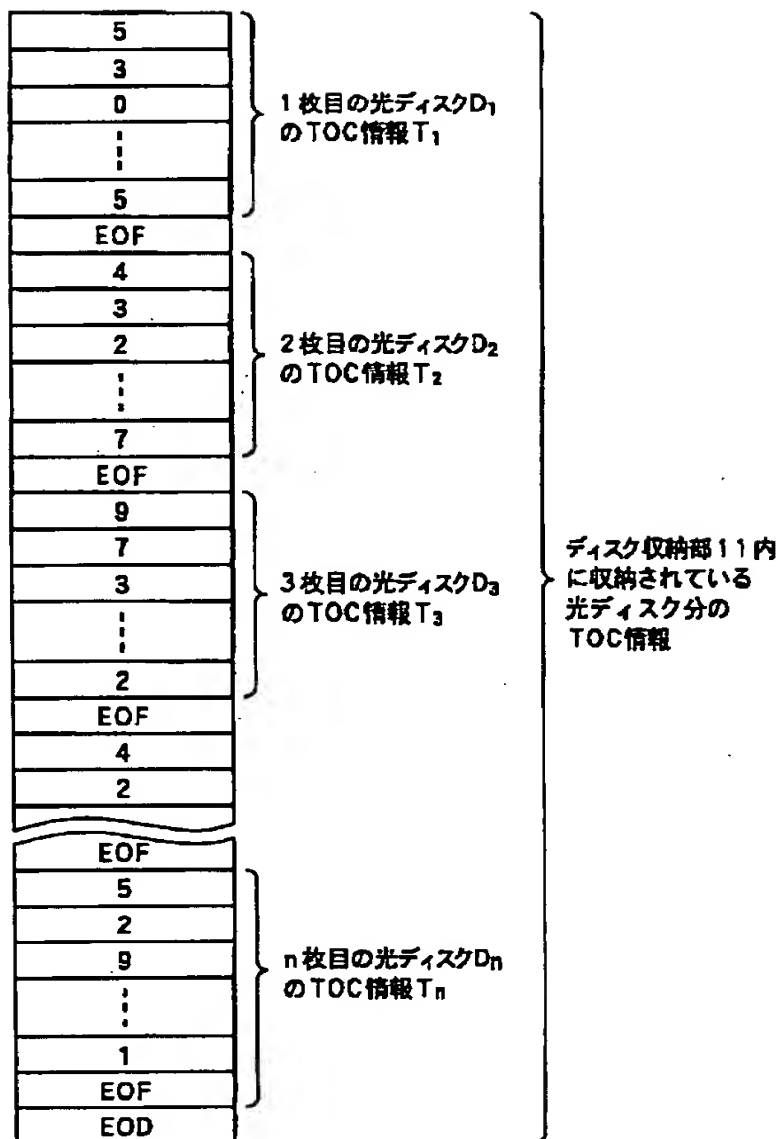 5
3
0
5
EOF
1枚目の光ディスクD₁
のTOC情報T₁
4
3
2
7
EOF
2枚目の光ディスクD₂
のTOC情報T₂
9
7
3
2
EOF
3枚目の光ディスクD₃
のTOC情報T₃
4
2
EOF
5
2
9
1
EOF
EOD
n枚目の光ディスクDn
のTOC情報Tn
ディスク収納部11内
に収納されている
光ディスク分の
TOC情報